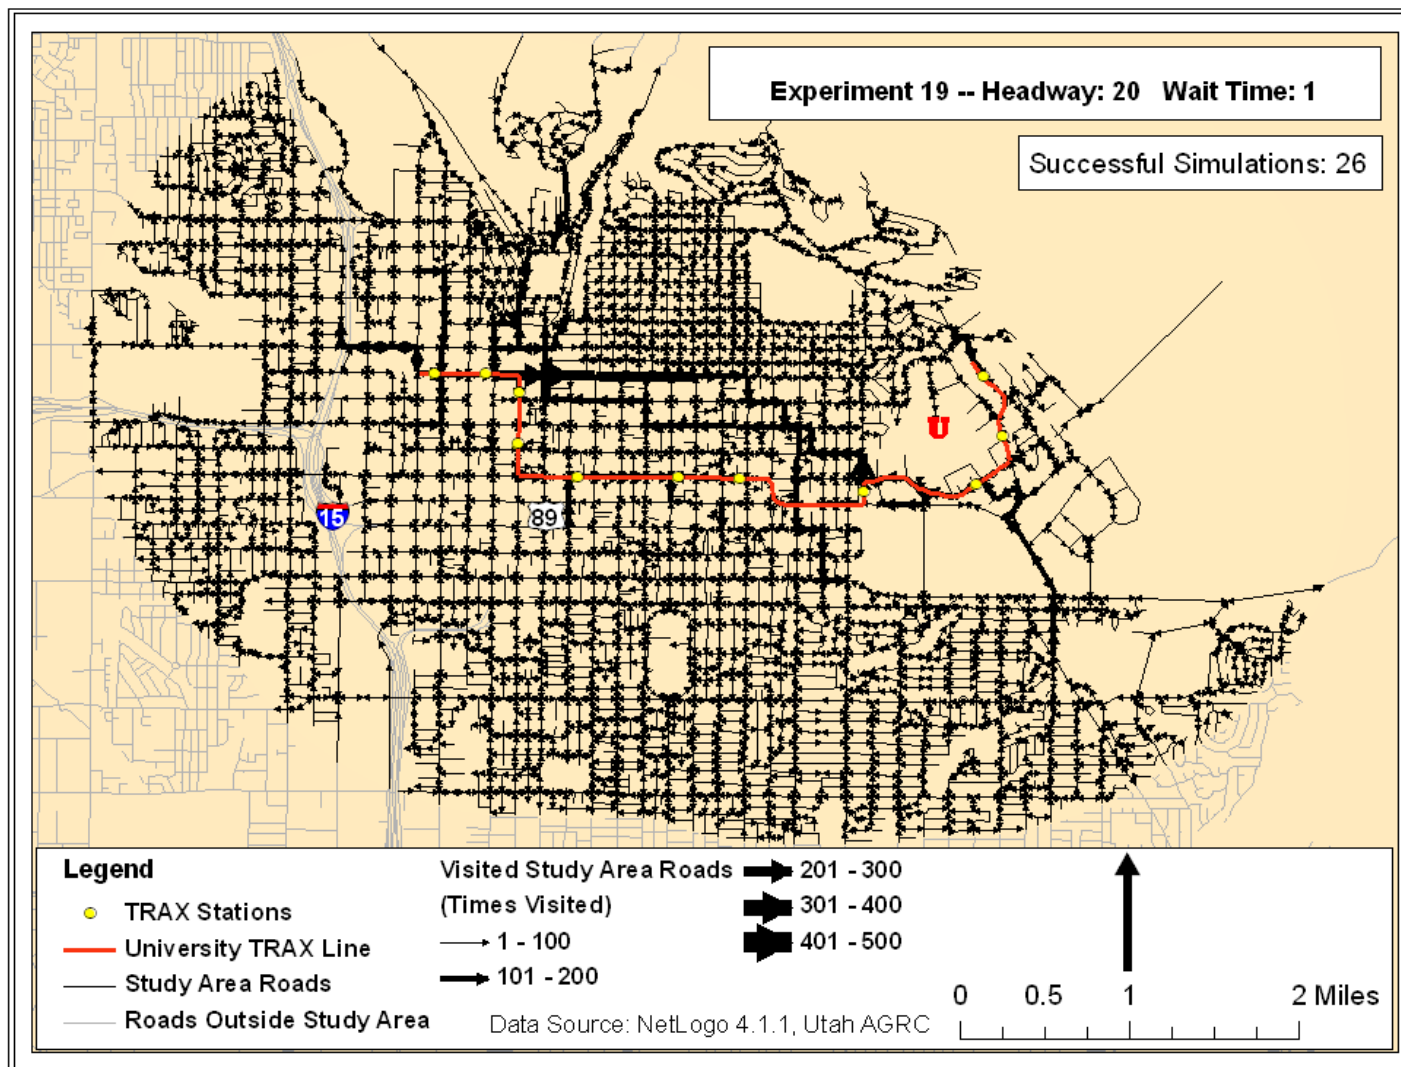 Experiment 19 -- Headway: 20 Wait Time: 1
Successful Simulations: 26
U
15
89
Legend
TRAX Stations
University TRAX Line
Study Area Roads
Roads Outside Study Area
Visited Study Area Roads
(Times Visited)
1 - 100
101 - 200
201 - 300
301 - 400
401 - 500
Data Source: NetLogo 4.1.1, Utah AGRC
0 0.5 1 2 Miles